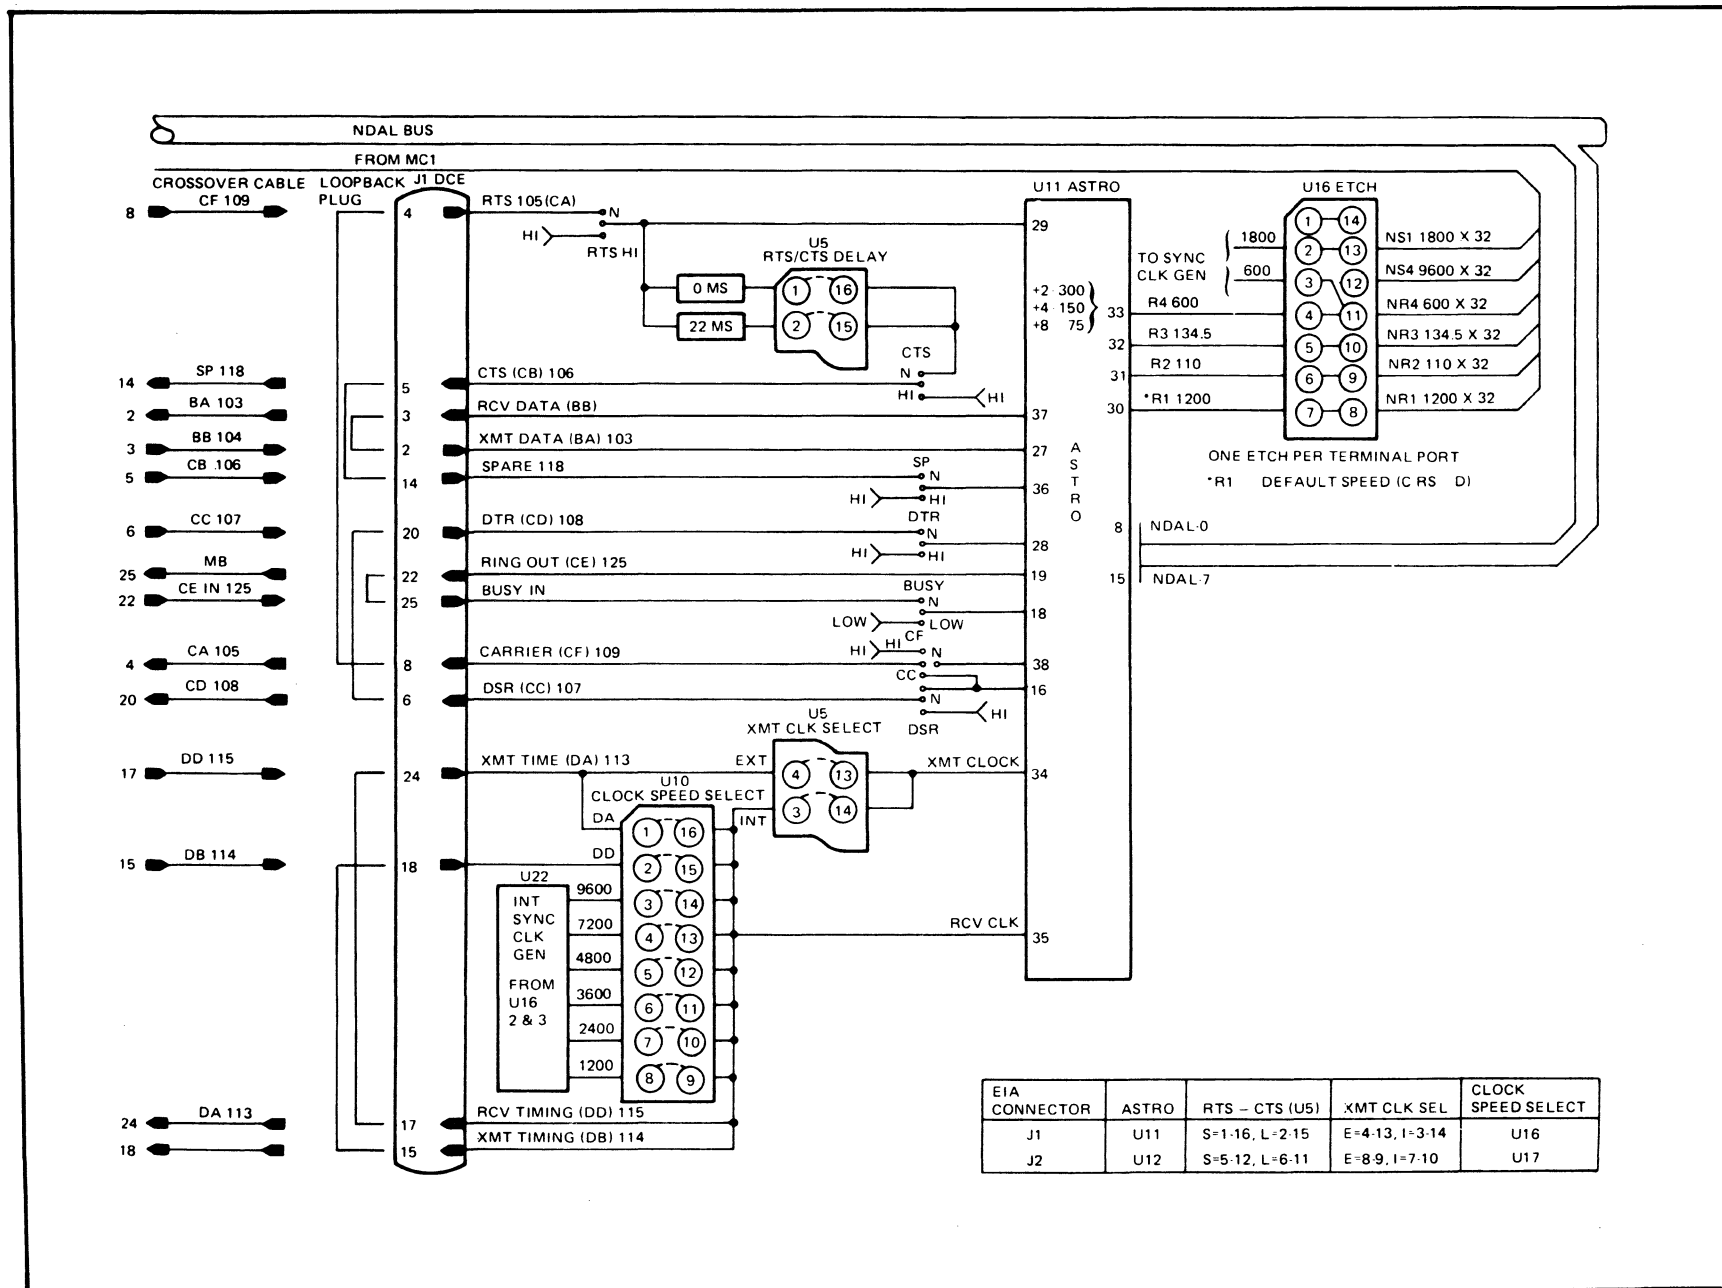 NDAL BUS
FROM MC1
CROSSOVER CABLE
LOOPBACK PLUG
J1 DCE
8 CF 109
14 SP 118
2 BA 103
3 BB 104
5 CB 106
6 CC 107
25 MB
22 CE IN 125
4 CA 105
20 CD 108
17 DD 115
15 DB 114
24 DA 113
18
4 RTS 105(CA)
N
HI
RTS HI
U5
RTS/CTS DELAY
0 MS
1 16
22 MS
2 15
CTS
N
HI
HI
5 CTS (CB) 106
3 RCV DATA (BB)
2 XMT DATA (BA) 103
14 SPARE 118
SP
N
HI
HI
20 DTR (CD) 108
DTR
N
HI
HI
22 RING OUT (CE) 125
25 BUSY IN
BUSY
N
LOW
LOW
8 CARRIER (CF) 109
HI
HI
CF
N
6 DSR (CC) 107
CC
N
HI
DSR
U5
XMT CLK SELECT
24 XMT TIME (DA) 113
EXT
4 13
XMT CLOCK
INT
3 14
U10
CLOCK SPEED SELECT
DA
1 16
18
DD
2 15
U22
INT
SYNC
CLK
GEN
FROM
U16
2 & 3
9600
3 14
7200
4 13
4800
5 12
3600
6 11
2400
7 10
1200
8 9
RCV CLK
17 RCV TIMING (DD) 115
15 XMT TIMING (DB) 114
U11 ASTRO
29
37
27
36
28
19
18
38
16
34
35
+2 300
+4 150
+8 75
33
32
31
30
A
S
T
R
O
8 NDAL-0
15 NDAL-7
U16 ETCH
TO SYNC
CLK GEN
1800
600
R4 600
R3 134.5
R2 110
*R1 1200
1 14
2 13
3 12
4 11
5 10
6 9
7 8
NS1 1800 X 32
NS4 9600 X 32
NR4 600 X 32
NR3 134.5 X 32
NR2 110 X 32
NR1 1200 X 32
ONE ETCH PER TERMINAL PORT
*R1 DEFAULT SPEED (C RS D)
EIA CONNECTOR ASTRO RTS – CTS (U5) XMT CLK SEL CLOCK SPEED SELECT
J1 U11 S=1-16, L=2-15 E=4-13, I=3-14 U16
J2 U12 S=5-12, L=6-11 E=8-9, I=7-10 U17